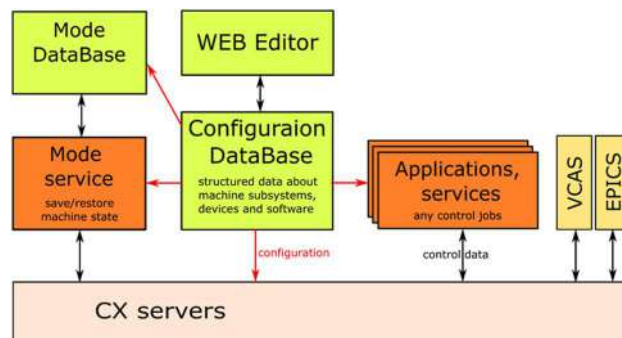 Mode
DataBase
WEB Editor
Configuraion
DataBase
structured data about
machine subsystems,
devices and software
Mode
service
save/restore
machine state
Applications,
services
any control jobs
VCAS
EPICS
configuration
control data
CX servers